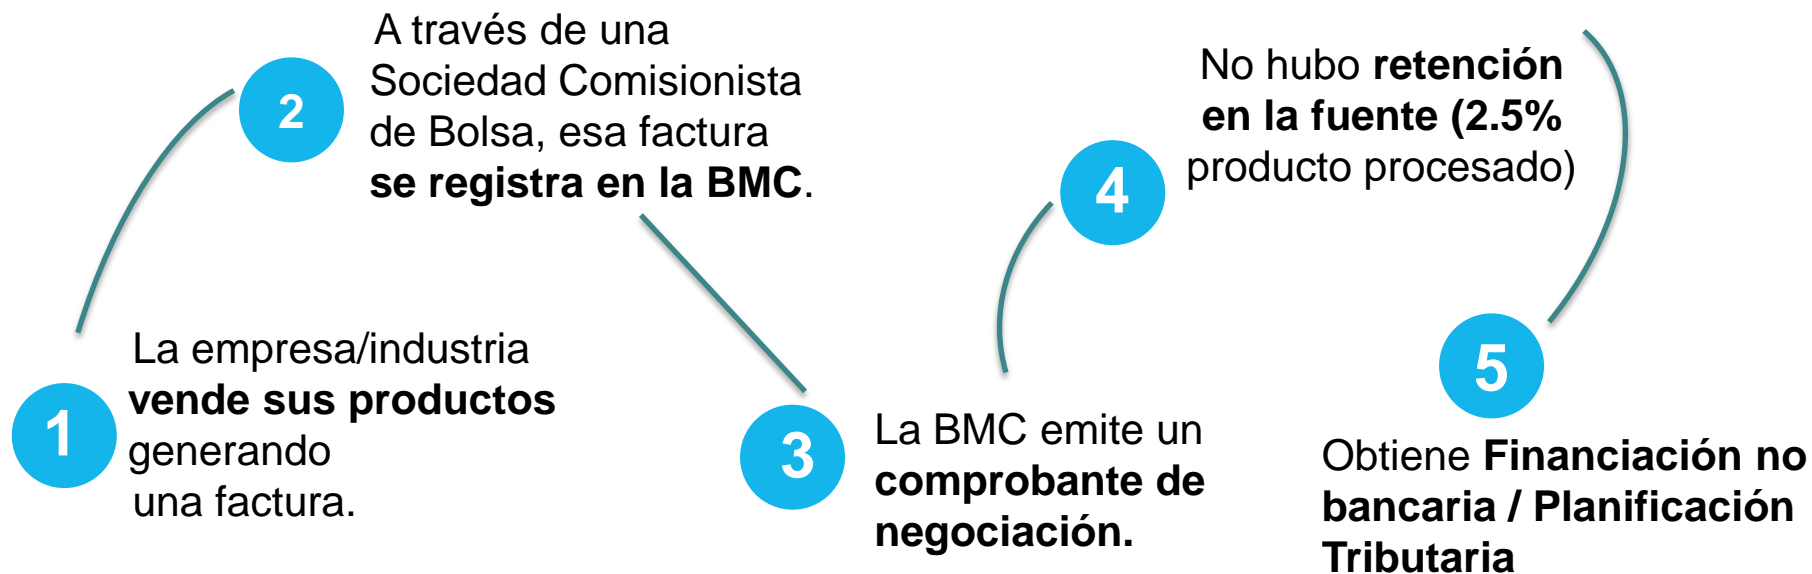 1
La empresa/industria
vende sus productos
generando
una factura.
2
A través de una
Sociedad Comisionista
de Bolsa, esa factura
se registra en la BMC.
3
La BMC emite un
comprobante de
negociación.
4
No hubo retención
en la fuente (2.5%
producto procesado)
5
Obtiene Financiación no
bancaria / Planificación
Tributaria